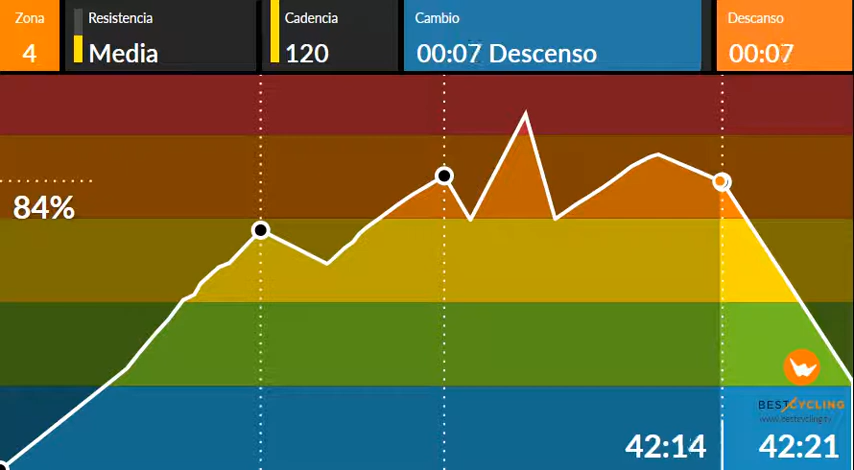 Zona
4
Resistencia
Media
Cadencia
120
Cambio
00:07 Descenso
Descanso
00:07
84%
BESTCYCLING
www.bestcycling.tv
42:14
42:21